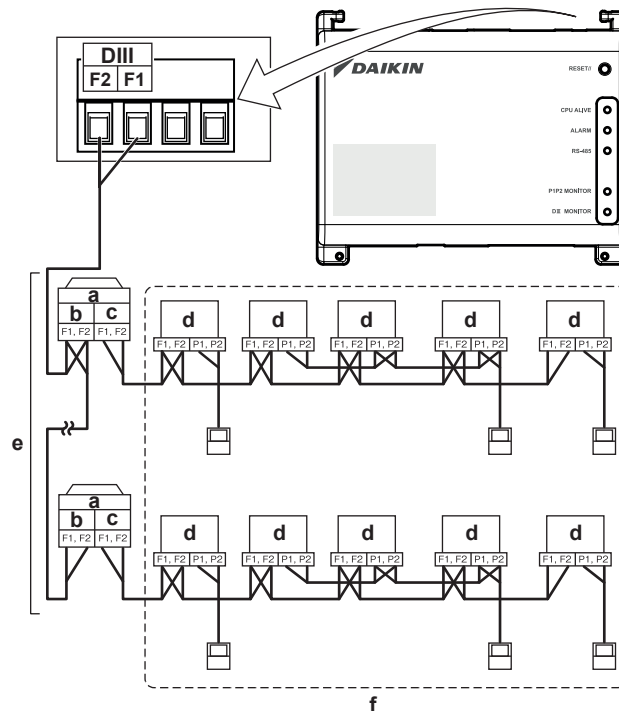 DIII
F2 F1
DAIKIN
RESET/I
CPU ALIVE
ALARM
RS-485
P1P2 MONITOR
DIII MONITOR
e
a
b c
F1, F2 F1, F2
d d d d d
F1, F2 P1, P2 F1, F2 P1, P2 F1, F2 P1, P2 F1, F2 P1, P2 F1, F2 P1, P2
a
b c
F1, F2 F1, F2
d d d d d
F1, F2 P1, P2 F1, F2 P1, P2 F1, F2 P1, P2 F1, F2 P1, P2 F1, F2 P1, P2
f